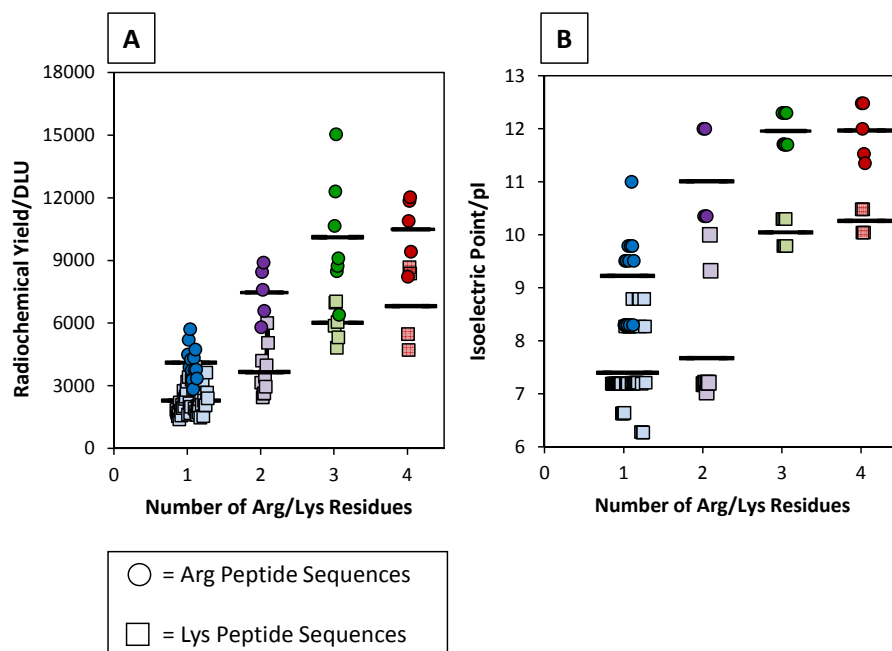 A
Radiochemical Yield/DLU
18000
15000
12000
9000
6000
3000
0
0 1 2 3 4
Number of Arg/Lys Residues
B
Isoelectric Point/pI
13
12
11
10
9
8
7
6
0 1 2 3 4
Number of Arg/Lys Residues
= Arg Peptide Sequences
= Lys Peptide Sequences